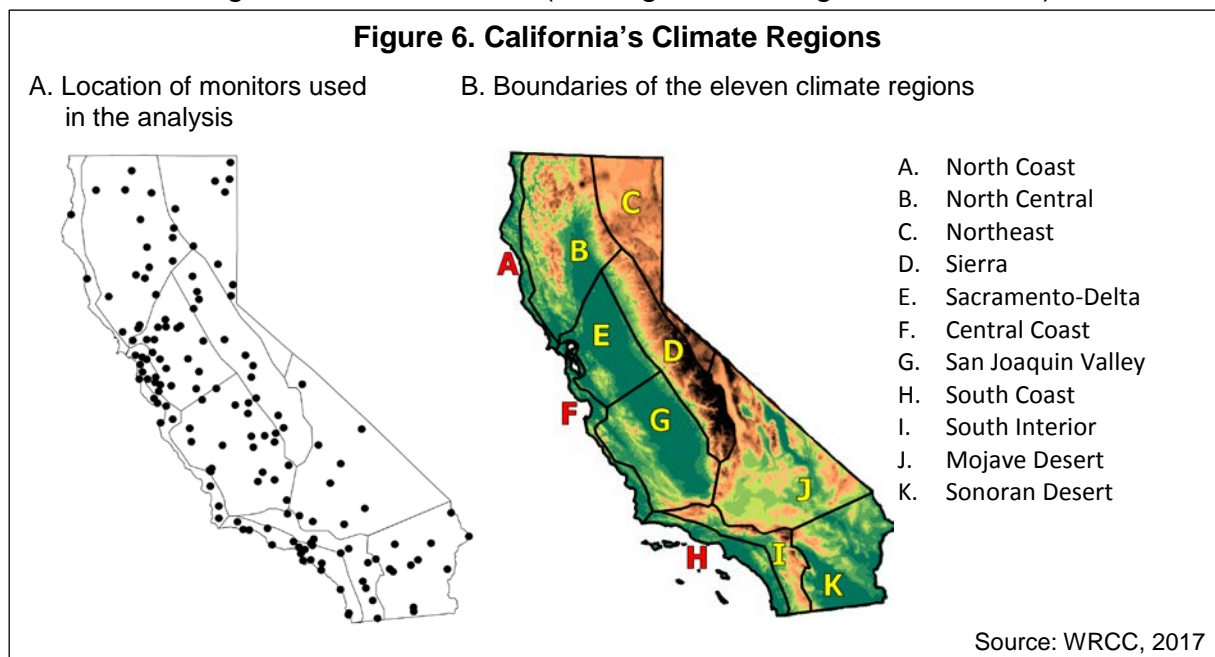 Figure 6. California's Climate Regions
A. Location of monitors used
in the analysis
B. Boundaries of the eleven climate regions
A
B
C
D
E
F
G
H
I
J
K
A. North Coast
B. North Central
C. Northeast
D. Sierra
E. Sacramento-Delta
F. Central Coast
G. San Joaquin Valley
H. South Coast
I. South Interior
J. Mojave Desert
K. Sonoran Desert
Source: WRCC, 2017